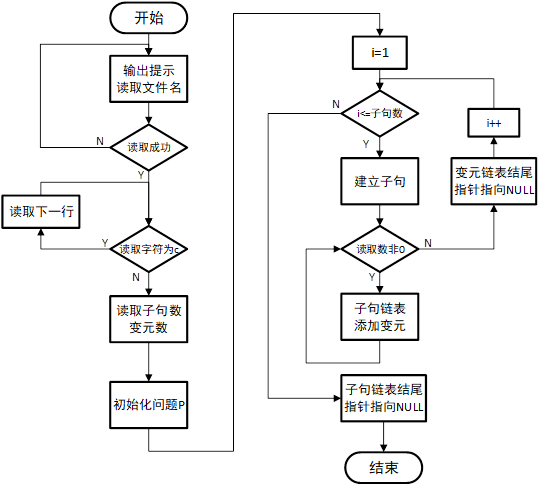 开始
输出提示
读取文件名
N
读取成功
Y
读取下一行
Y
读取字符为c
N
读取子句数
变元数
初始化问题P
i=1
N
i<=子句数
Y
i++
建立子句
变元链表结尾
指针指向NULL
读取数非0
N
Y
子句链表
添加变元
子句链表结尾
指针指向NULL
结束